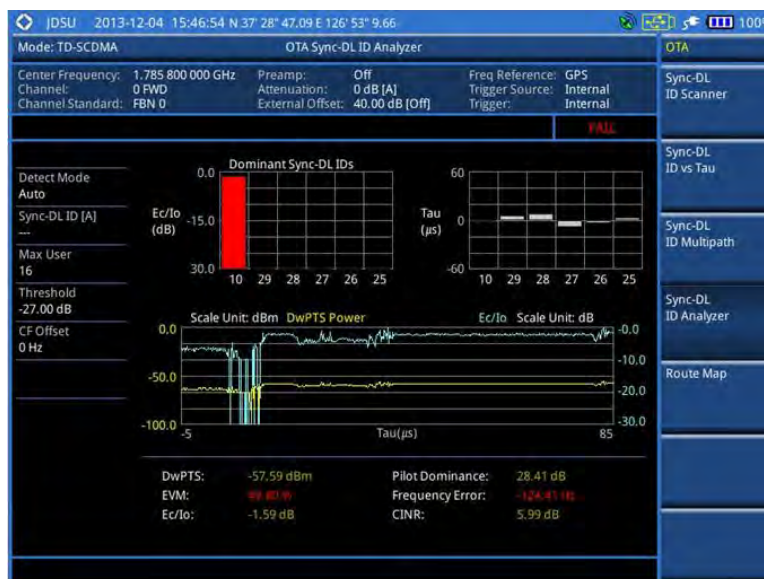 JDSU 2013-12-04 15:46:54 N 37' 28" 47.09 E 126' 53" 9.66 100%
Mode: TD-SCDMA OTA Sync-DL ID Analyzer OTA
Center Frequency: 1.785 800 000 GHz Preamp: Off Freq Reference: GPS
Channel: 0 FWD Attenuation: 0 dB [A] Trigger Source: Internal
Channel Standard: FBN 0 External Offset: 40.00 dB [Off] Trigger: Internal
FAIL
Sync-DL
ID Scanner
Sync-DL
ID vs Tau
Sync-DL
ID Multipath
Sync-DL
ID Analyzer
Route Map
Detect Mode
Auto
Sync-DL ID [A]
---
Max User
16
Threshold
-27.00 dB
CF Offset
0 Hz
Dominant Sync-DL IDs
0.0
Ec/Io
(dB)
-15.0
30.0
10 29 28 27 26 25
60
Tau
(μs)
0
-60
10 29 28 27 26 25
Scale Unit: dBm DwPTS Power Ec/Io Scale Unit: dB
0.0 -0.0
-10.0
-50.0
-20.0
-30.0
-100.0
-5 Tau(μs) 85
DwPTS: -57.59 dBm Pilot Dominance: 28.41 dB
EVM: Frequency Error:
Ec/Io: -1.59 dB CINR: 5.99 dB